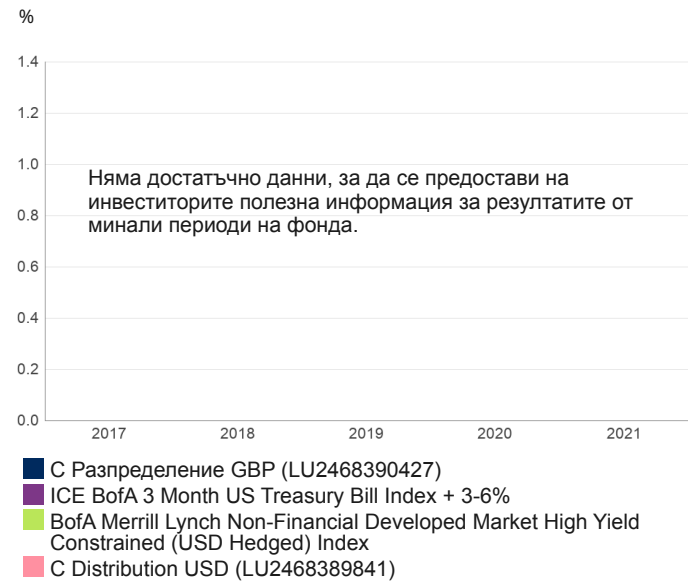 %
1.4
1.2
1.0
Няма достатъчно данни, за да се предостави на
инвеститорите полезна информация за резултатите от
минали периоди на фонда.
0.8
0.6
0.4
0.2
0.0
2017 2018 2019 2020 2021
С Разпределение GBP (LU2468390427)
ICE BofA 3 Month US Treasury Bill Index + 3-6%
BofA Merrill Lynch Non-Financial Developed Market High Yield
Constrained (USD Hedged) Index
C Distribution USD (LU2468389841)